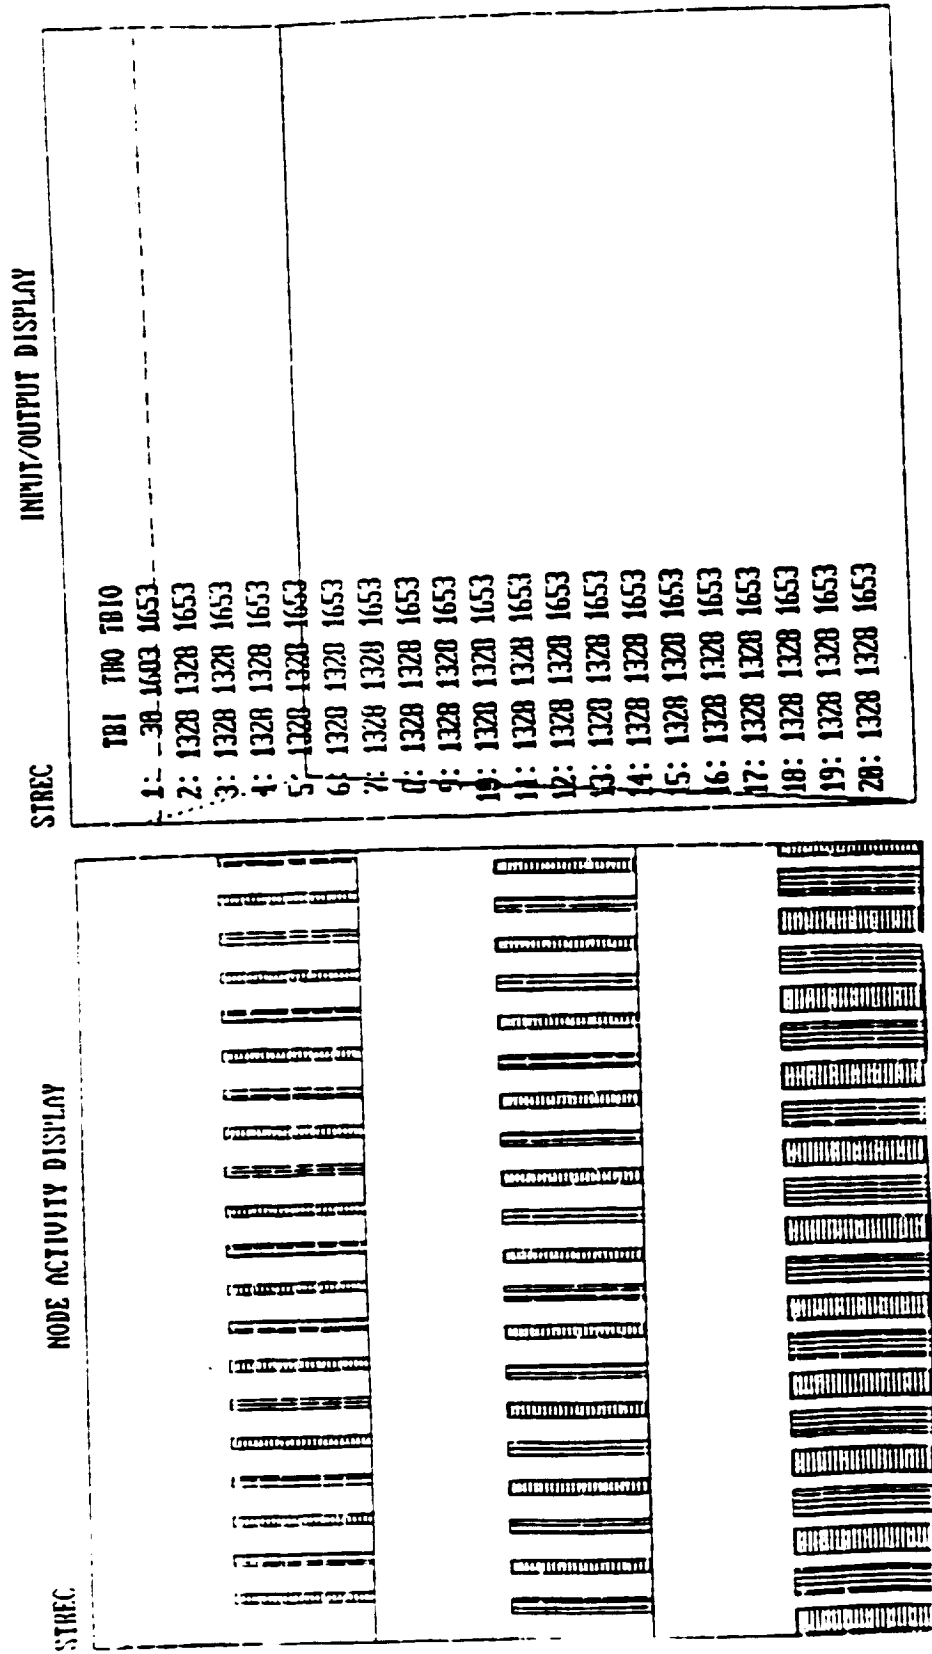 STREC
NODE ACTIVITY DISPLAY
STREC
INPUT/OUTPUT DISPLAY
TBI TBO TBIO
1: 30 1603 1653
2: 1328 1328 1653
3: 1328 1328 1653
4: 1328 1328 1653
5: 1328 1328 1653
6: 1328 1328 1653
7: 1328 1328 1653
8: 1328 1328 1653
9: 1328 1328 1653
10: 1328 1328 1653
11: 1328 1328 1653
12: 1328 1328 1653
13: 1328 1328 1653
14: 1328 1328 1653
15: 1328 1328 1653
16: 1328 1328 1653
17: 1328 1328 1653
18: 1328 1328 1653
19: 1328 1328 1653
20: 1328 1328 1653